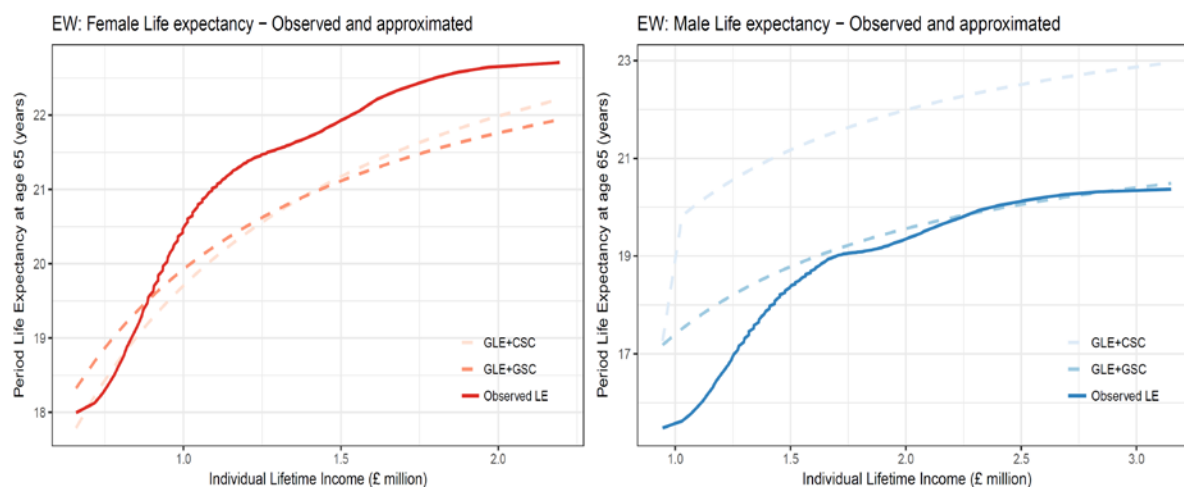 EW: Female Life expectancy − Observed and approximated
Period Life Expectancy at age 65 (years)
22
21
20
19
18
GLE+CSC
GLE+GSC
Observed LE
1.0 1.5 2.0
Individual Lifetime Income (£ million)
EW: Male Life expectancy − Observed and approximated
Period Life Expectancy at age 65 (years)
23
21
19
17
GLE+CSC
GLE+GSC
Observed LE
1.0 1.5 2.0 2.5 3.0
Individual Lifetime Income (£ million)